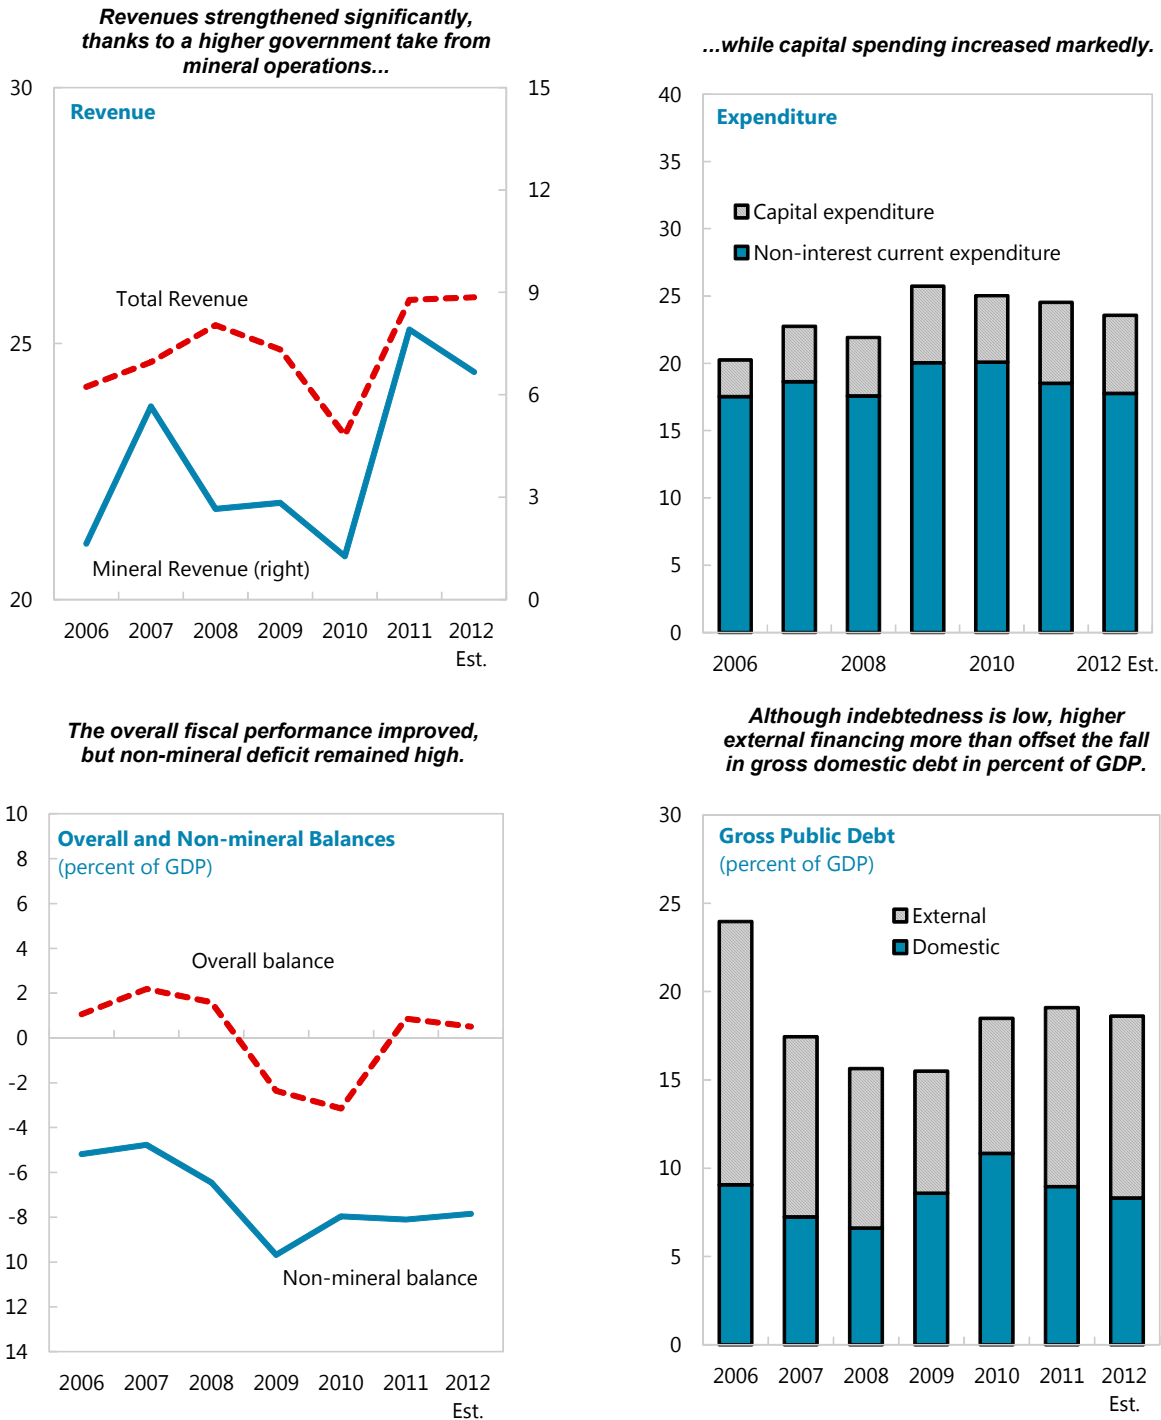 Revenues strengthened significantly,
thanks to a higher government take from
mineral operations...
30
15
Revenue
12
Total Revenue
9
25
6
3
Mineral Revenue (right)
20
0
2006 2007 2008 2009 2010 2011 2012
Est.
...while capital spending increased markedly.
40
Expenditure
35
Capital expenditure
30
Non-interest current expenditure
25
20
15
10
5
0
2006 2008 2010 2012 Est.
The overall fiscal performance improved,
but non-mineral deficit remained high.
10
Overall and Non-mineral Balances
8
(percent of GDP)
6
4
Overall balance
2
0
-2
-4
-6
-8
10
Non-mineral balance
12
14
2006 2007 2008 2009 2010 2011 2012
Est.
Although indebtedness is low, higher
external financing more than offset the fall
in gross domestic debt in percent of GDP.
30
Gross Public Debt
(percent of GDP)
25
External
Domestic
20
15
10
5
0
2006 2007 2008 2009 2010 2011 2012
Est.